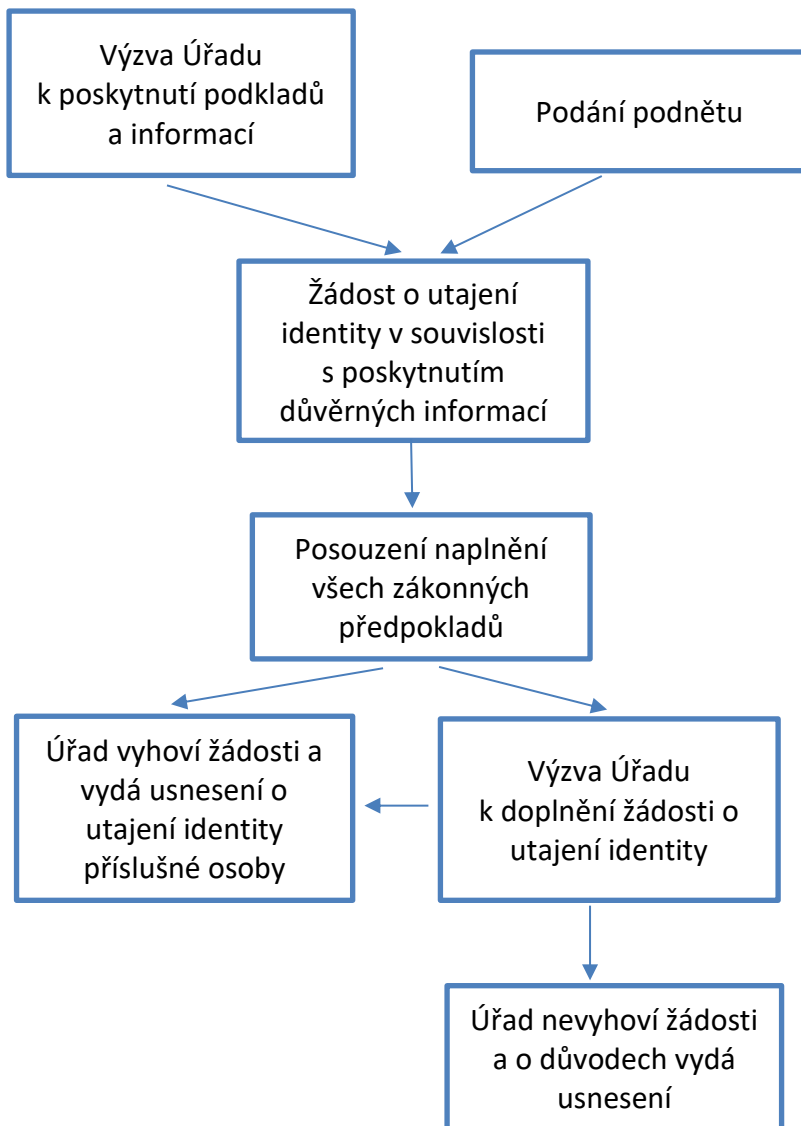 Výzva Úřadu
k poskytnutí podkladů
a informací
Podání podnětu
Žádost o utajení
identity v souvislosti
s poskytnutím
důvěrných informací
Posouzení naplnění
všech zákonných
předpokladů
Úřad vyhoví žádosti a
vydá usnesení o
utajení identity
příslušné osoby
Výzva Úřadu
k doplnění žádosti o
utajení identity
Úřad nevyhoví žádosti
a o důvodech vydá
usnesení